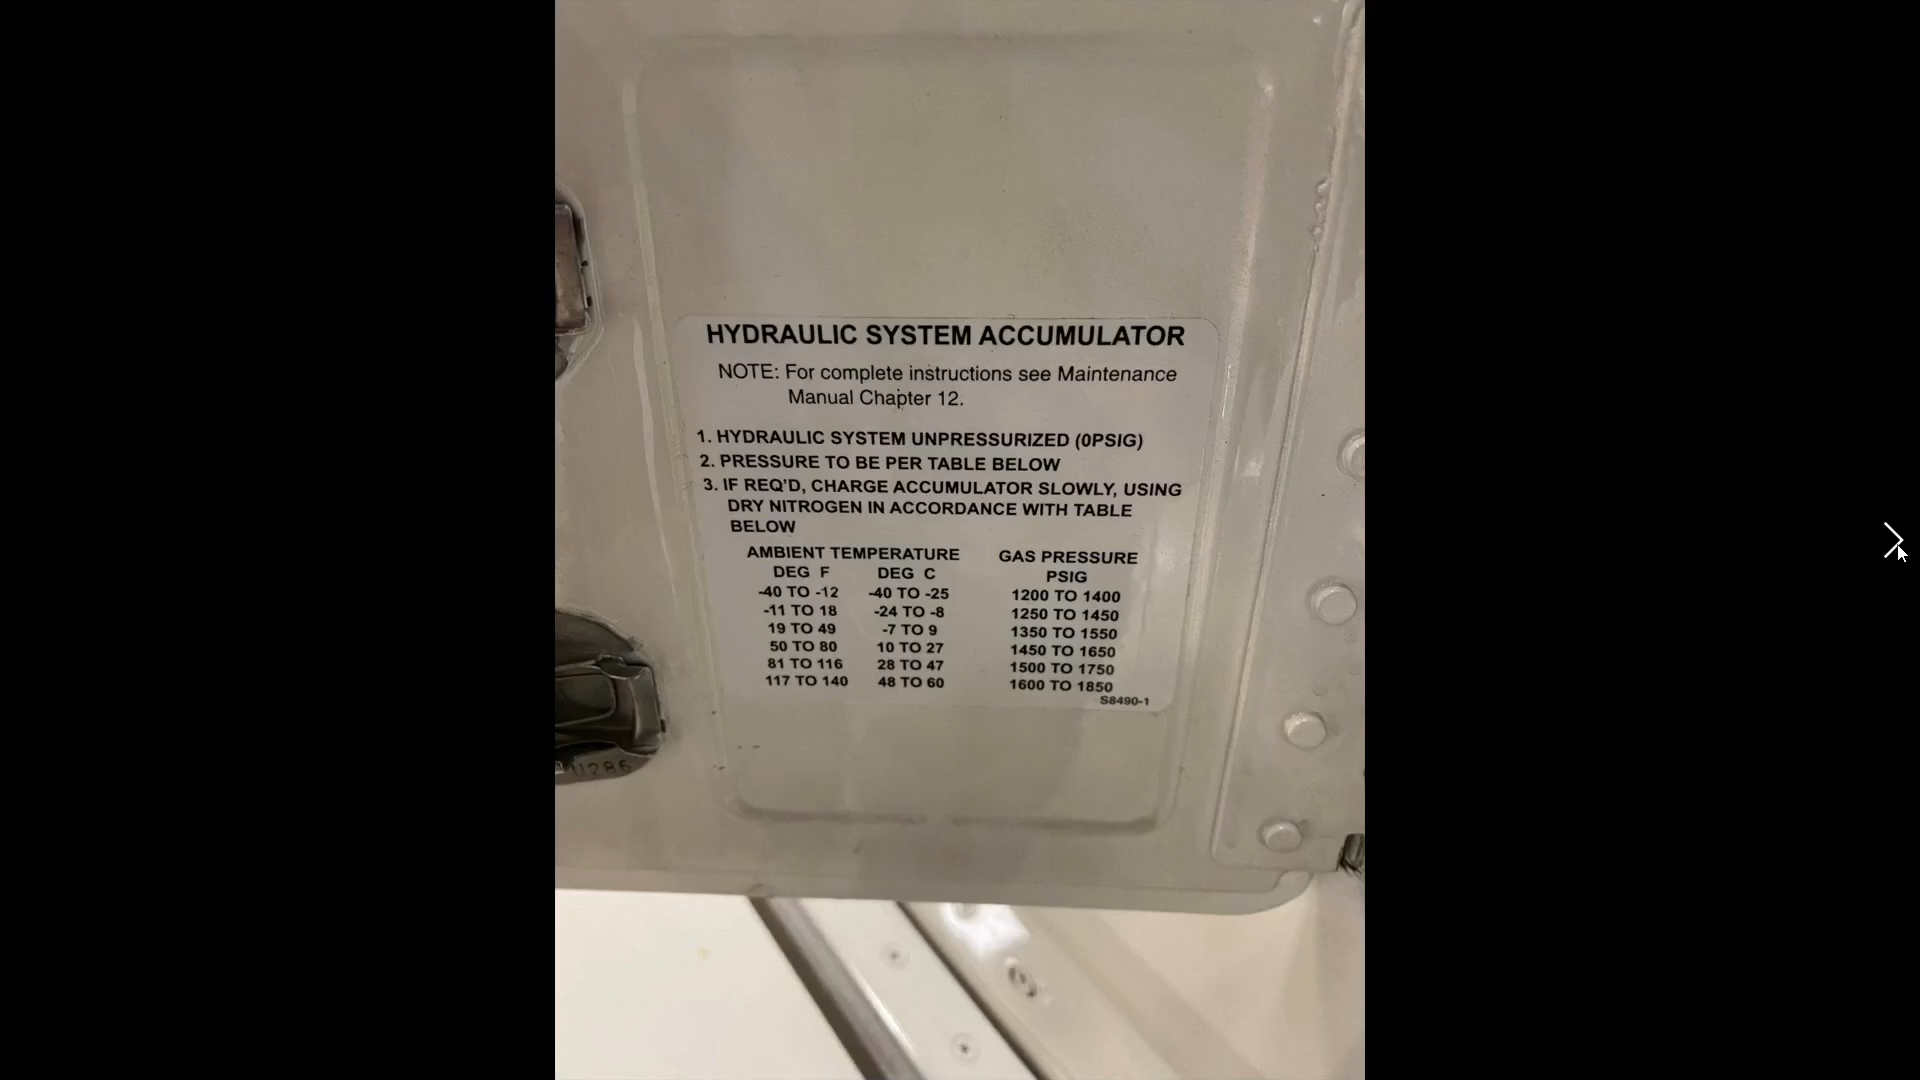 HYDRAULIC SYSTEM ACCUMULATOR
NOTE: For complete instructions see Maintenance
Manual Chapter 12.
1. HYDRAULIC SYSTEM UNPRESSURIZED (0PSIG)
2. PRESSURE TO BE PER TABLE BELOW
3. IF REQ'D, CHARGE ACCUMULATOR SLOWLY, USING
DRY NITROGEN IN ACCORDANCE WITH TABLE
BELOW
AMBIENT TEMPERATURE GAS PRESSURE
DEG F DEG C PSIG
-40 TO -12 -40 TO -25 1200 TO 1400
-11 TO 18 -24 TO -8 1250 TO 1450
19 TO 49 -7 TO 9 1350 TO 1550
50 TO 80 10 TO 27 1450 TO 1650
81 TO 116 28 TO 47 1500 TO 1750
117 TO 140 48 TO 60 1600 TO 1850
S8490-1